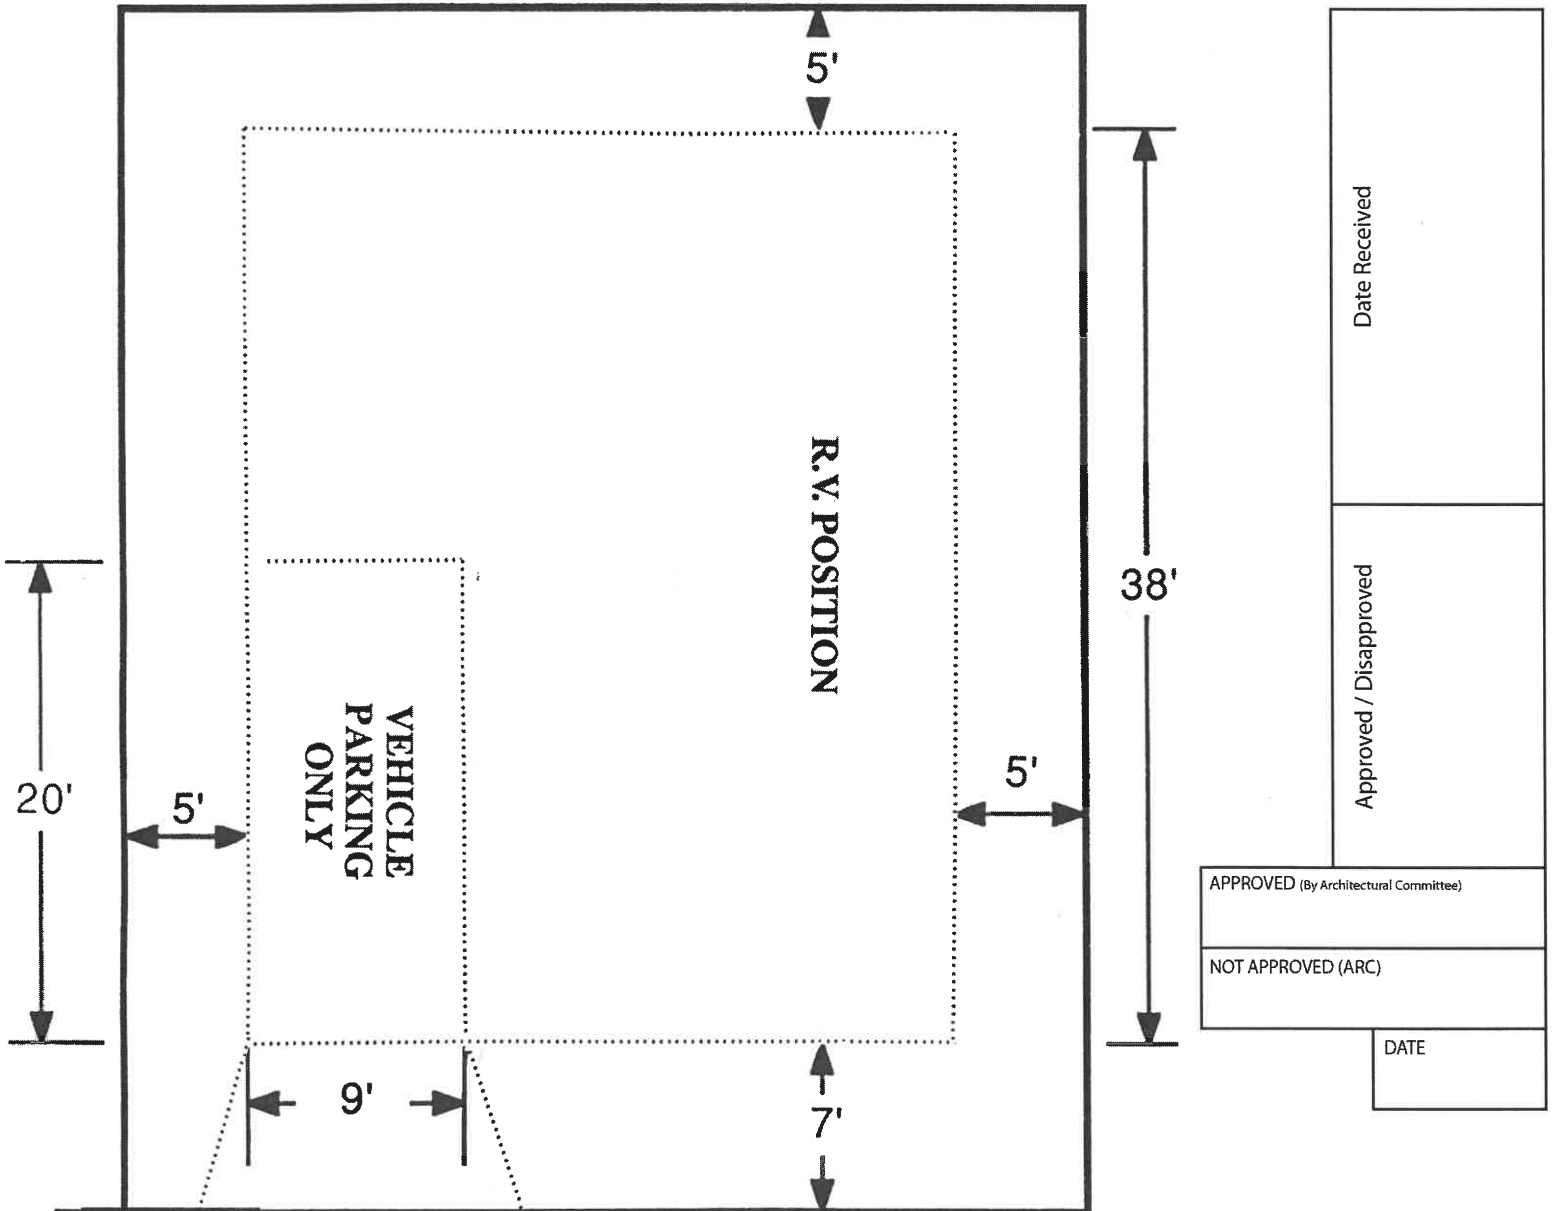 5'
R.V. POSITION
38'
20'
5'
VEHICLE
PARKING
ONLY
5'
9'
7'
Date Received
Approved / Disapproved
APPROVED (By Architectural Committee)
NOT APPROVED (ARC)
DATE